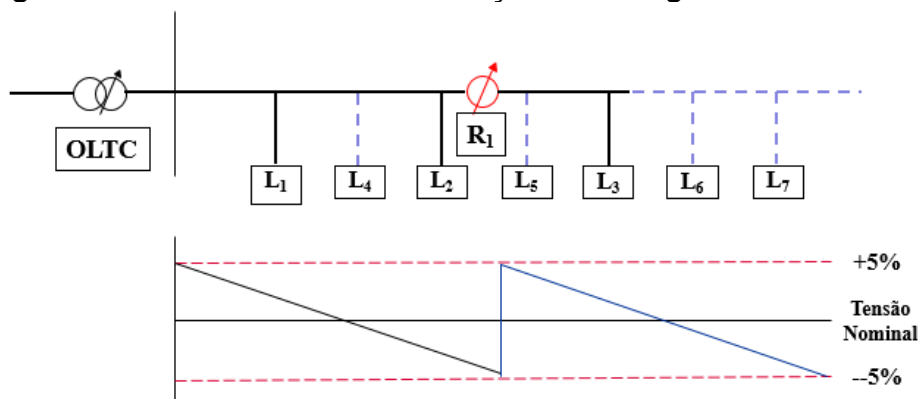 OLTC
R₁
L₁
L₄
L₂
L₅
L₃
L₆
L₇
+5%
Tensão
Nominal
--5%